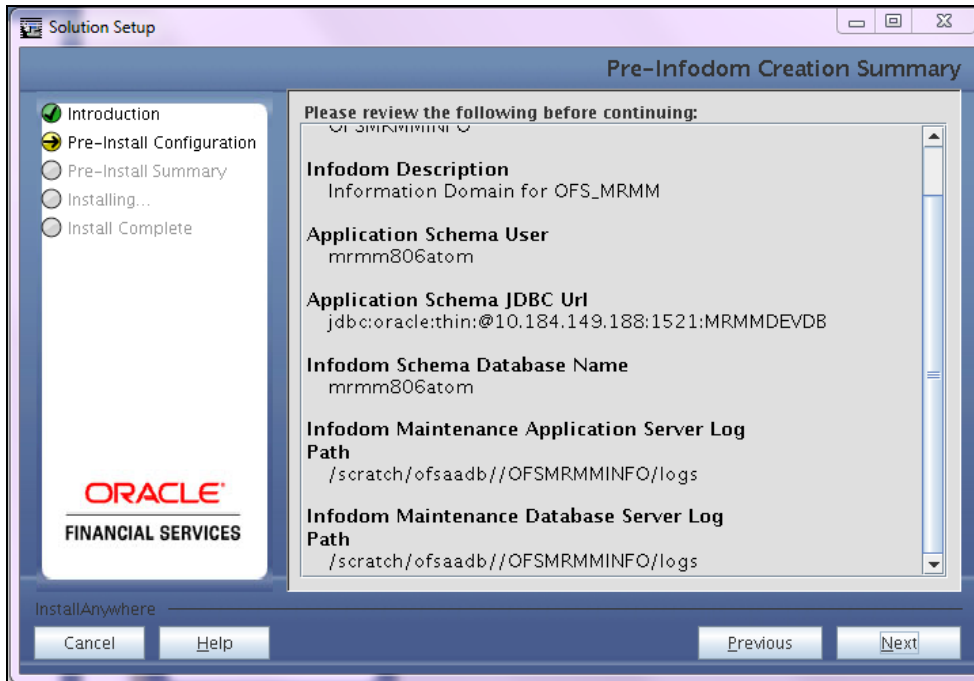 Solution Setup
Pre-Infodom Creation Summary
Introduction
Pre-Install Configuration
Pre-Install Summary
Installing...
Install Complete
ORACLE
FINANCIAL SERVICES
Please review the following before continuing:
OFSMRMMINFO
Infodom Description
Information Domain for OFS_MRMM
Application Schema User
mrmm806atom
Application Schema JDBC Url
jdbc:oracle:thin:@10.184.149.188:1521:MRMMDEVDB
Infodom Schema Database Name
mrmm806atom
Infodom Maintenance Application Server Log
Path
/scratch/ofsaadb//OFSMRMMINFO/logs
Infodom Maintenance Database Server Log
Path
/scratch/ofsaadb//OFSMRMMINFO/logs
InstallAnywhere
Cancel
Help
Previous
Next